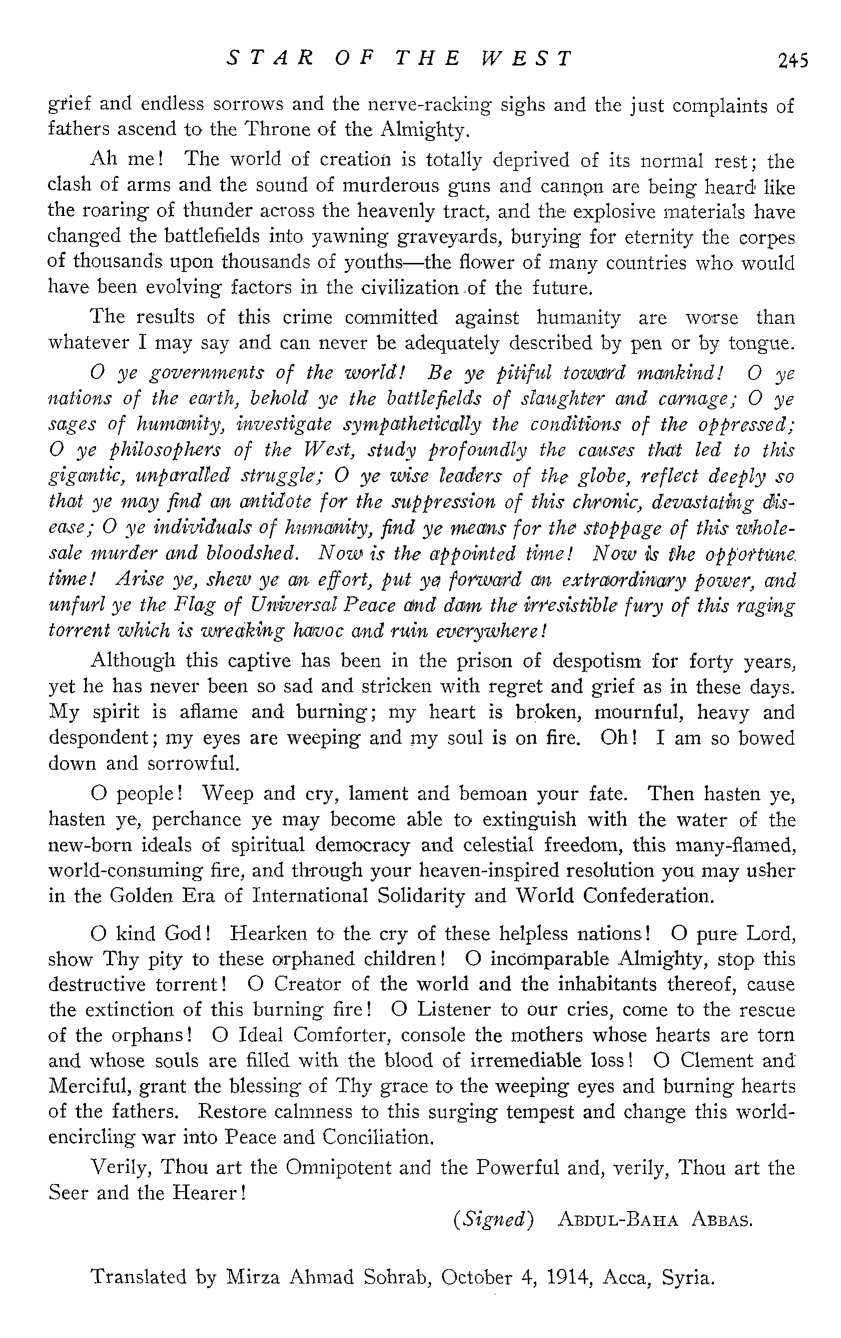 STAR OF THE WEST 245
grief and endless sorrows and the nerve-racking sighs and the just complaints of
fathers ascend to the Throne of the Almighty.
Ah me! The world of creation is totally deprived of its normal rest; the
clash of arms and the sound of murderous guns and cannon are being heard like
the roaring of thunder across the heavenly tract, and the explosive materials have
changed the battlefields into yawning graveyards, burying for eternity the corpes
of thousands upon thousands of youths—the flower of many countries who would
have been evolving factors in the civilization of the future.
The results of this crime committed against humanity are worse than
whatever I may say and can never be adequately described by pen or by tongue.
O ye governments of the world! Be ye pitiful toward mankind! O ye
nations of the earth, behold ye the battlefields of slaughter and carnage; O ye
sages of humanity, investigate sympathetically the conditions of the oppressed;
O ye philosophers of the West, study profoundly the causes that led to this
gigantic, unparalled struggle; O ye wise leaders of the globe, reflect deeply so
that ye may find an antidote for the suppression of this chronic, devastating dis-
ease; O ye individuals of humanity, find ye means for the stoppage of this whole-
sale murder and bloodshed. Now is the appointed time! Now is the opportune
time! Arise ye, shew ye an effort, put ye forward an extraordinary power, and
unfurl ye the Flag of Universal Peace and dam the irresistible fury of this raging
torrent which is wreaking havoc and ruin everywhere!
Although this captive has been in the prison of despotism for forty years,
yet he has never been so sad and stricken with regret and grief as in these days.
My spirit is aflame and burning; my heart is broken, mournful, heavy and
despondent; my eyes are weeping and my soul is on fire. Oh! I am so bowed
down and sorrowful.
O people! Weep and cry, lament and bemoan your fate. Then hasten ye,
hasten ye, perchance ye may become able to extinguish with the water of the
new-born ideals of spiritual democracy and celestial freedom, this many-flamed,
world-consuming fire, and through your heaven-inspired resolution you may usher
in the Golden Era of International Solidarity and World Confederation.
O kind God! Hearken to the cry of these helpless nations! O pure Lord,
show Thy pity to these orphaned children! O incomparable Almighty, stop this
destructive torrent! O Creator of the world and the inhabitants thereof, cause
the extinction of this burning fire! O Listener to our cries, come to the rescue
of the orphans! O Ideal Comforter, console the mothers whose hearts are torn
and whose souls are filled with the blood of irremediable loss! O Clement and
Merciful, grant the blessing of Thy grace to the weeping eyes and burning hearts
of the fathers. Restore calmness to this surging tempest and change this world-
encircling war into Peace and Conciliation.
Verily, Thou art the Omnipotent and the Powerful and, verily, Thou art the
Seer and the Hearer!
(Signed) ABDUL-BAHA ABBAS.
Translated by Mirza Ahmad Sohrab, October 4, 1914, Acca, Syria.